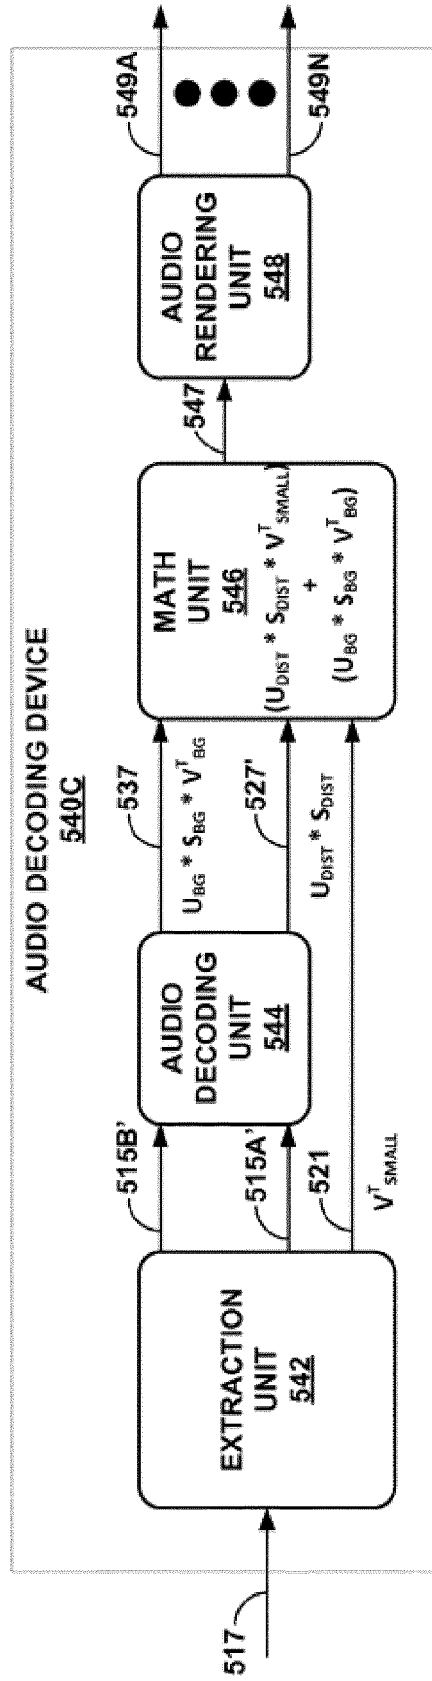 AUDIO DECODING DEVICE
540C
517
EXTRACTION
UNIT
542
515B’
515A’
521
V^T_SMALL
AUDIO
DECODING
UNIT
544
537
U_BG * S_BG * V^T_BG
527'
U_DIST * S_DIST
MATH
UNIT
546
(U_DIST * S_DIST * V^T_SMALL)
+
(U_BG * S_BG * V^T_BG)
547
AUDIO
RENDERING
UNIT
548
549A
549N